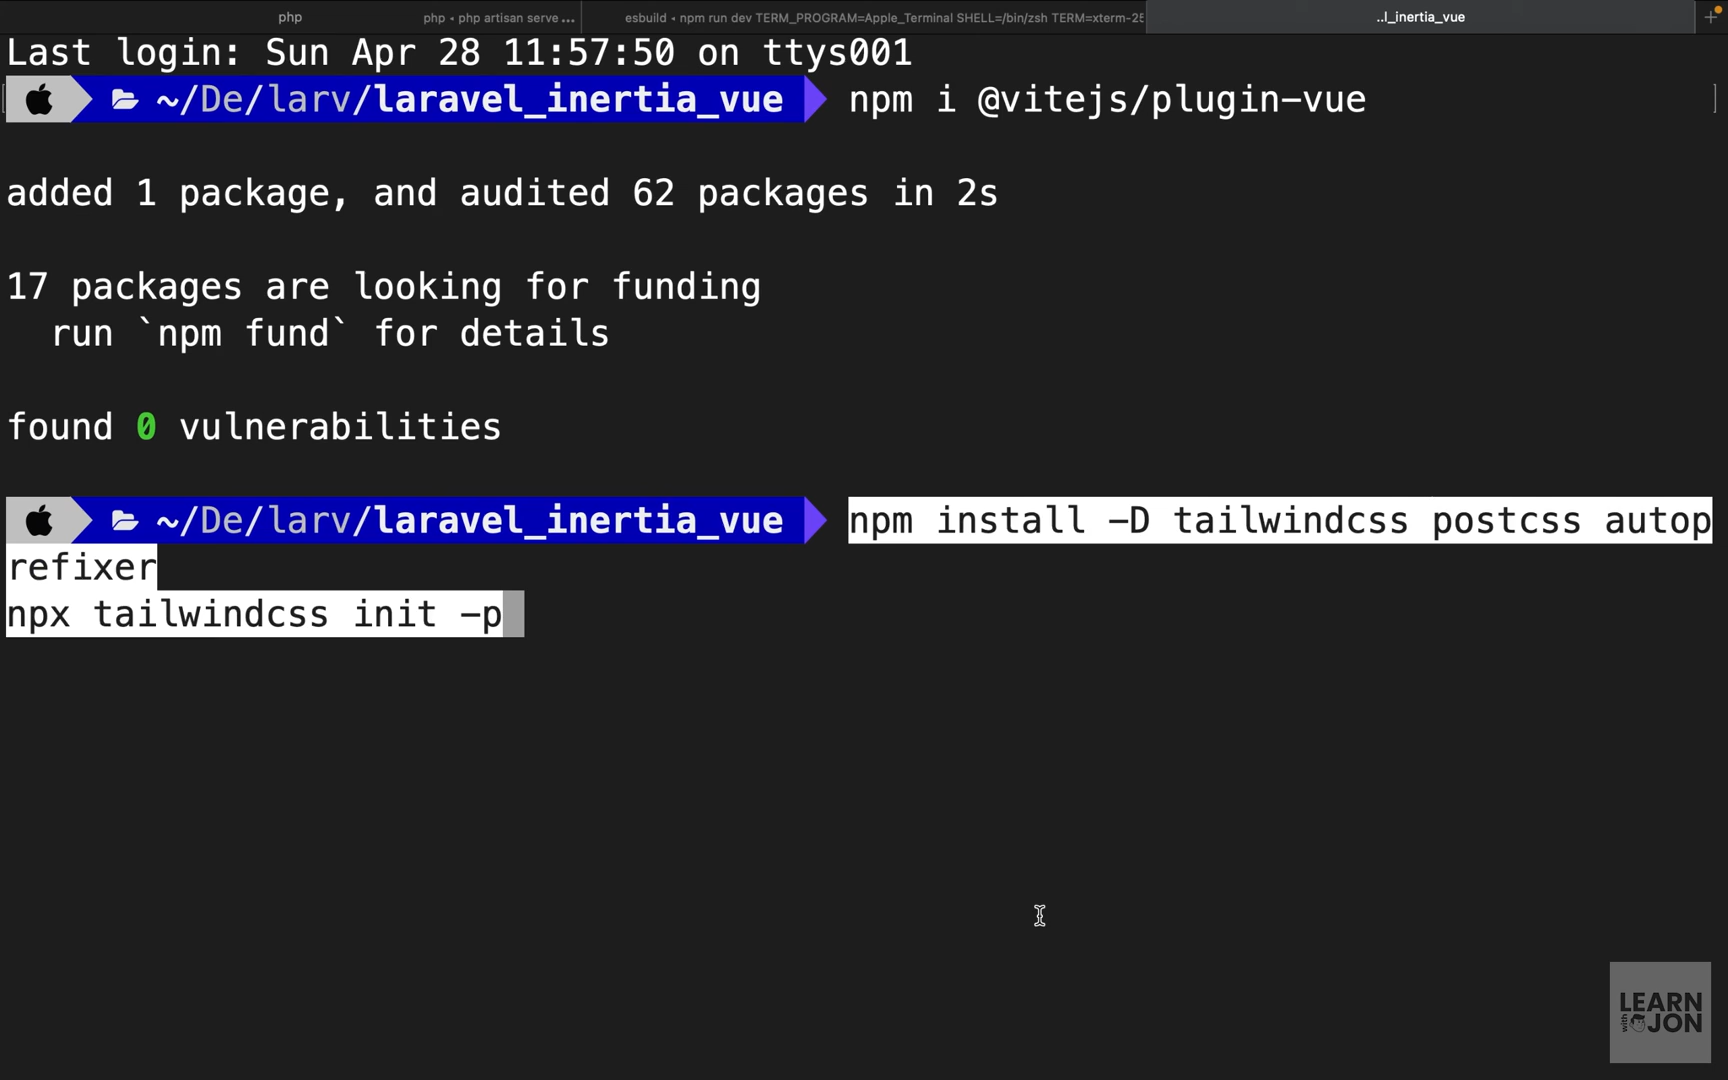 php
php • php artisan serve ...
esbuild • npm run dev TERM_PROGRAM=Apple_Terminal SHELL=/bin/zsh TERM=xterm-25
..l_inertia_vue
Last login: Sun Apr 28 11:57:50 on ttys001
~/De/larv/laravel_inertia_vue npm i @vitejs/plugin-vue
added 1 package, and audited 62 packages in 2s
17 packages are looking for funding
run `npm fund` for details
found 0 vulnerabilities
~/De/larv/laravel_inertia_vue npm install -D tailwindcss postcss autop
refixer
npx tailwindcss init -p
LEARN
with JON